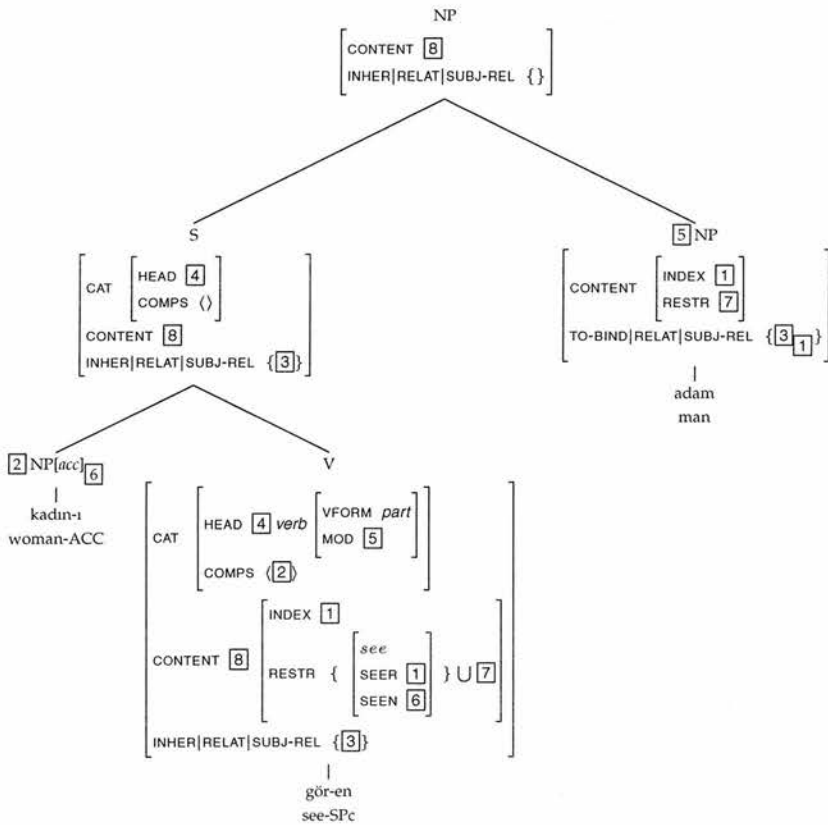 NP
CONTENT 8
INHER|RELAT|SUBJ-REL { }
S
CAT
HEAD 4
COMPS ⟨⟩
CONTENT 8
INHER|RELAT|SUBJ-REL {3}
5 NP
CONTENT
INDEX 1
RESTR 7
TO-BIND|RELAT|SUBJ-REL {3 1}
adam
man
2 NP[acc] 6
kadın-ı
woman-ACC
V
CAT
HEAD 4 verb
VFORM part
MOD 5
COMPS ⟨2⟩
CONTENT 8
INDEX 1
RESTR {
see
SEER 1
SEEN 6
} ∪ 7
INHER|RELAT|SUBJ-REL {3}
gör-en
see-SPc